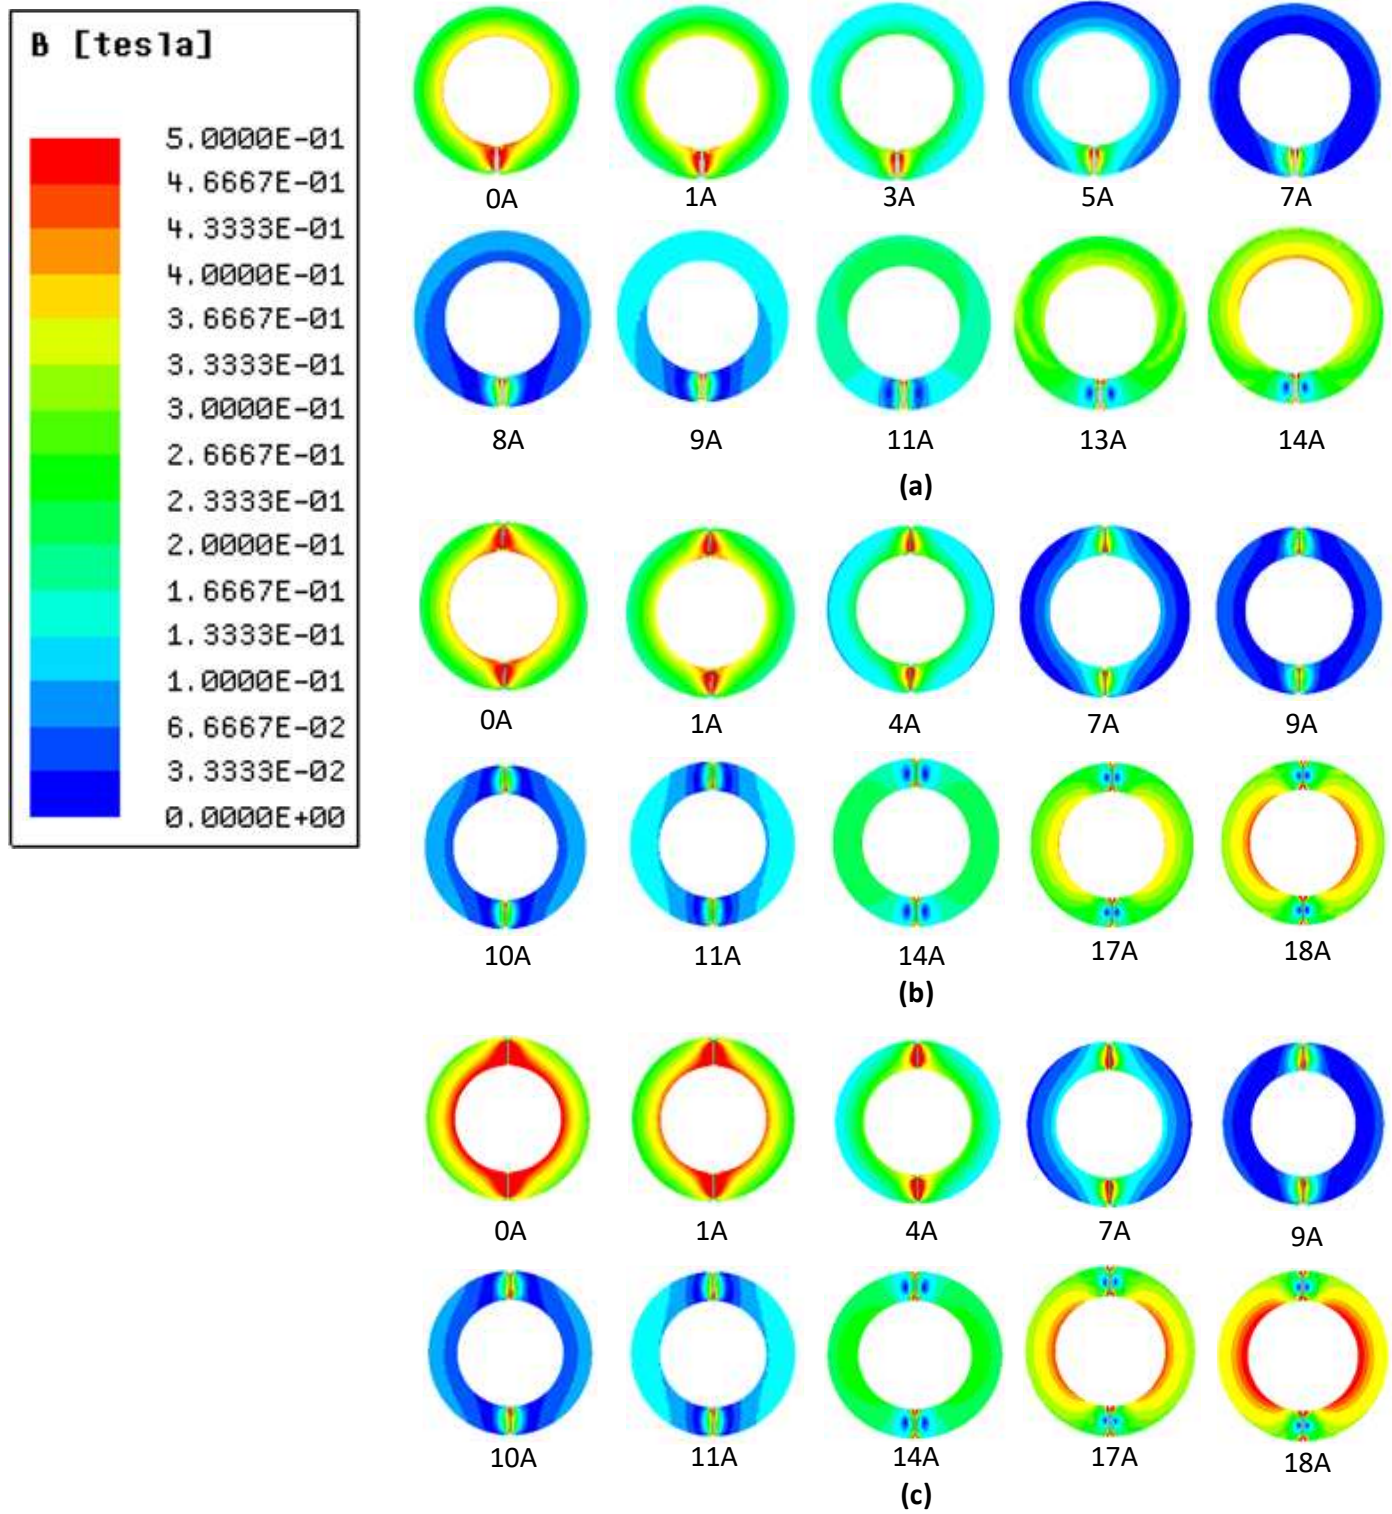 B [tesla]
5.0000E-01
4.6667E-01
4.3333E-01
4.0000E-01
3.6667E-01
3.3333E-01
3.0000E-01
2.6667E-01
2.3333E-01
2.0000E-01
1.6667E-01
1.3333E-01
1.0000E-01
6.6667E-02
3.3333E-02
0.0000E+00
0A 1A 3A 5A 7A
8A 9A 11A 13A 14A
(a)
0A 1A 4A 7A 9A
10A 11A 14A 17A 18A
(b)
0A 1A 4A 7A 9A
10A 11A 14A 17A 18A
(c)